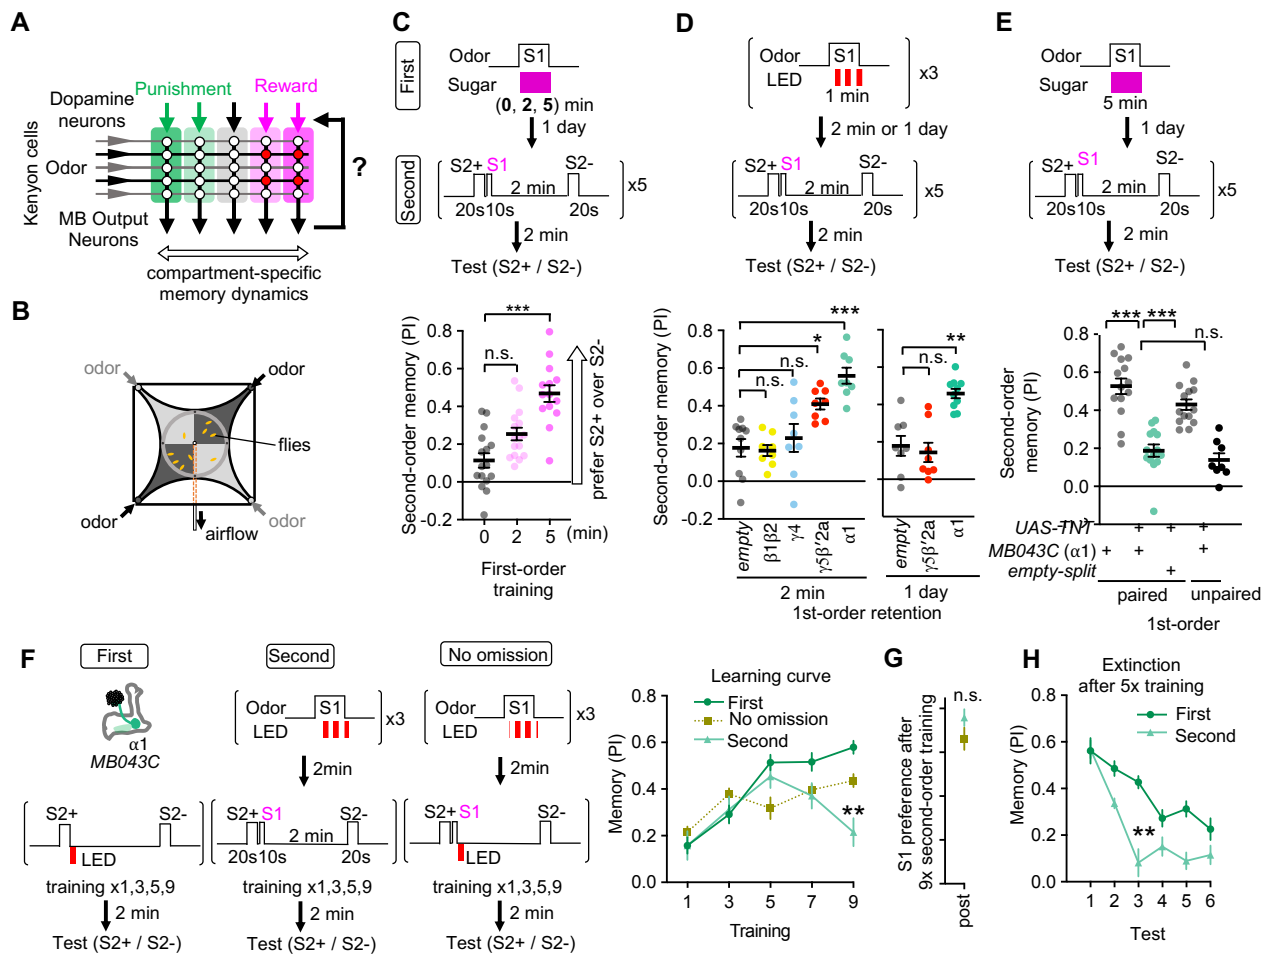 A
Punishment
Reward
Dopamine
neurons
Kenyon cells
Odor
?
MB Output
Neurons
compartment-specific
memory dynamics
B
odor
odor
flies
odor
odor
airflow
C
First
Odor
S1
Sugar
(0, 2, 5) min
1 day
Second
S2+
S1
S2-
2 min
x5
20s10s
20s
2 min
Test (S2+ / S2-)
Second-order memory (PI)
0.8
0.6
0.4
0.2
0.0
-0.2
***
n.s.
prefer S2+ over S2-
0
2
5
(min)
First-order
training
D
Odor
S1
LED
x3
1 min
2 min or 1 day
S2+
S1
S2-
2 min
x5
20s10s
20s
2 min
Test (S2+ / S2-)
Second-order memory (PI)
0.8
0.6
0.4
0.2
0.0
-0.2
***
*
n.s.
n.s.
**
n.s.
empty
β1β2
γ4
γ5β'2a
α1
empty
γ5β'2a
α1
2 min
1 day
1st-order retention
E
Odor
S1
Sugar
5 min
1 day
S2+
S1
S2-
2 min
x5
20s10s
20s
2 min
Test (S2+ / S2-)
Second-order
memory (PI)
0.8
0.6
0.4
0.2
0.0
*** ***
n.s.
UAS-TNT
+ + +
MB043C (α1)
+ + +
empty-split
+
paired
unpaired
1st-order
F
First
α1
MB043C
S2+
S2-
LED
training x1,3,5,9
2 min
Test (S2+ / S2-)
Second
Odor
S1
LED
x3
2min
S2+
S1
S2-
2 min
20s10s
20s
training x1,3,5,9
2 min
Test (S2+ / S2-)
No omission
Odor
S1
LED
x3
2min
S2+
S1
S2-
LED
training x1,3,5,9
2 min
Test (S2+ / S2-)
Learning curve
First
No omission
Second
Memory (PI)
0.8
0.6
0.4
0.2
0.0
**
1
3
5
7
9
Training
G
S1 preference after
9x second-order training
n.s.
post
H
Extinction
after 5x training
First
Second
Memory (PI)
0.8
0.6
0.4
0.2
0.0
**
1
2
3
4
5
6
Test